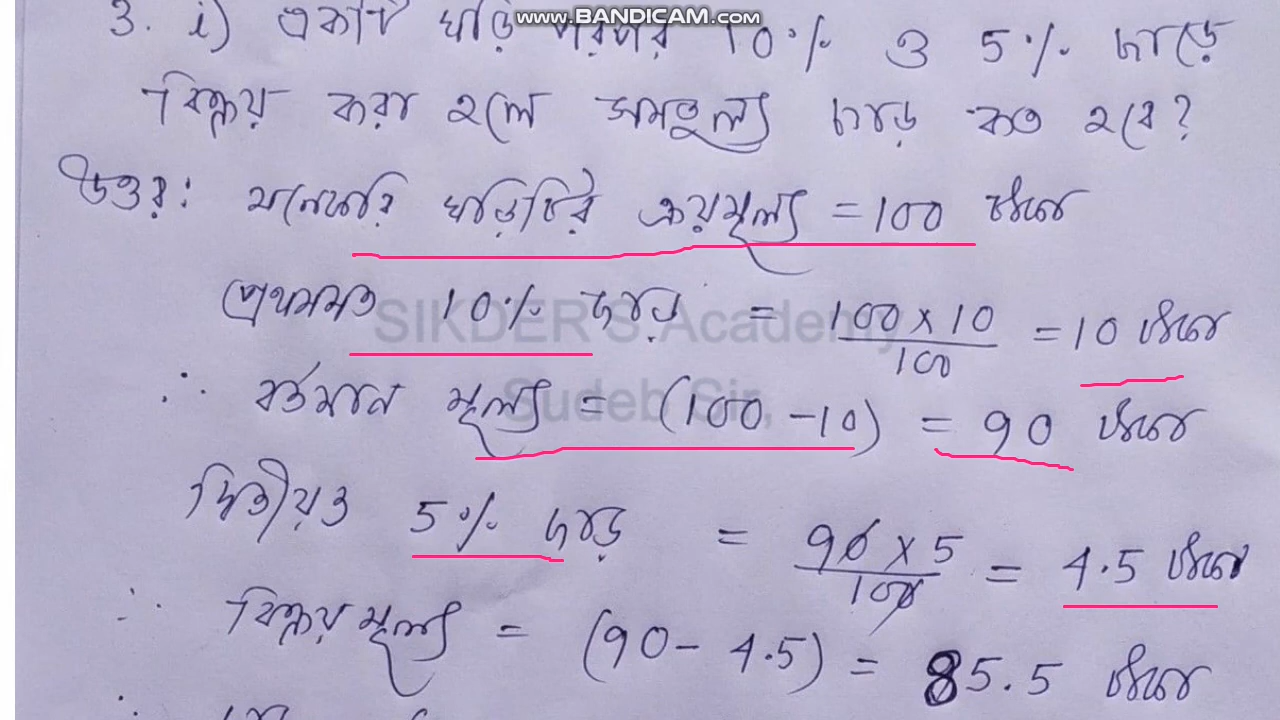 www.BANDICAM.com
3. i) একটি ঘড়ি পরপর 10% ও 5% ছাড়ে
বিক্রয় করা হলে সমতুল্য ছাড় কত হবে?
উত্তর: মনেকরি ঘড়িটির ক্রয়মূল্য = 100 টাকা
প্রথমত 10% ছাড় = 100 x 10 / 100 = 10 টাকা
SIKDER'S Academy
∴ বর্তমান মূল্য = (100 - 10) = 90 টাকা
Sudeb Sir,
দ্বিতীয়ত 5% ছাড় = 90 x 5 / 100 = 4.5 টাকা
∴ বিক্রয়মূল্য = (90 - 4.5) = 85.5 টাকা